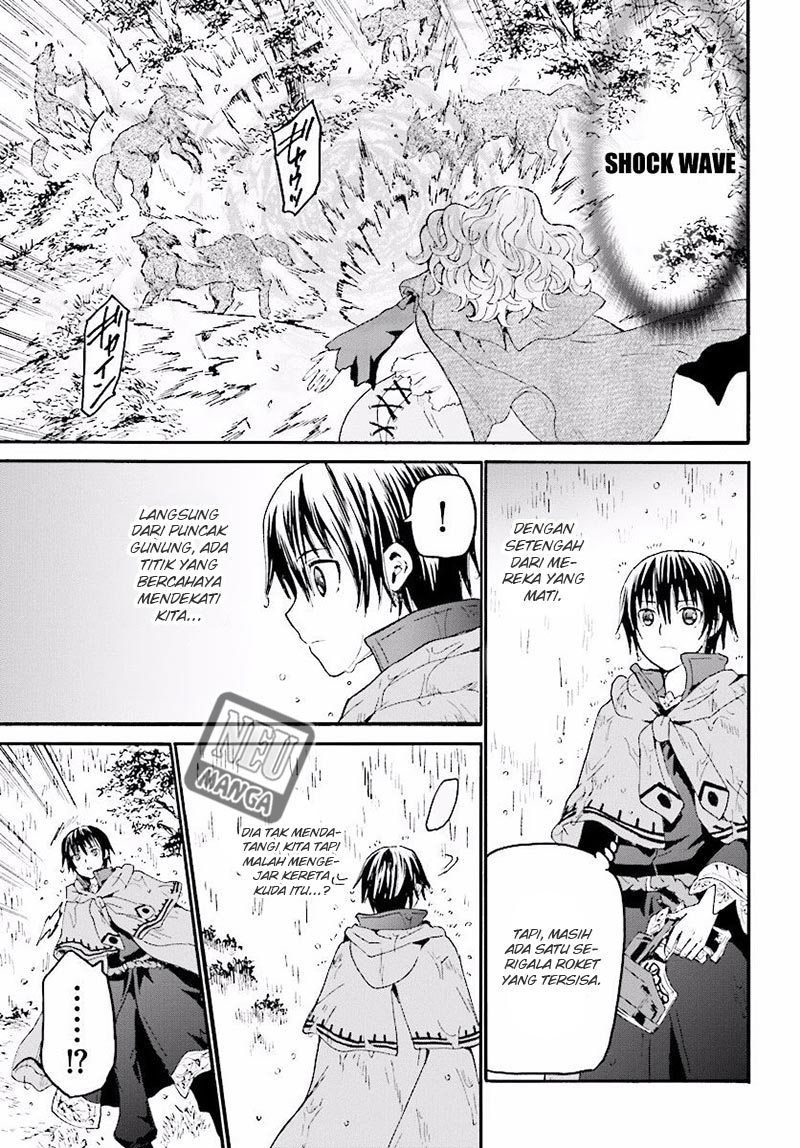 SHOCK WAVE
ギャウッ
ギャイン
DENGAN
SETENGAH
DARI ME-
REKA YANG
MATI.
TAPI, MASIH
ADA SATU SE-
RIGALA ROKET
YANG TERSISA.
!
LANGSUNG
DARI PUNCAK
GUNUNG, ADA
TITIK YANG
BERCAHAYA
MENDEKATI
KITA...
DIA TAK MENDA-
TANGI KITA TAPI
MALAH MENGE-
JAR KERETA
KUDA ITU...?
NEU
MANGA
......
!?